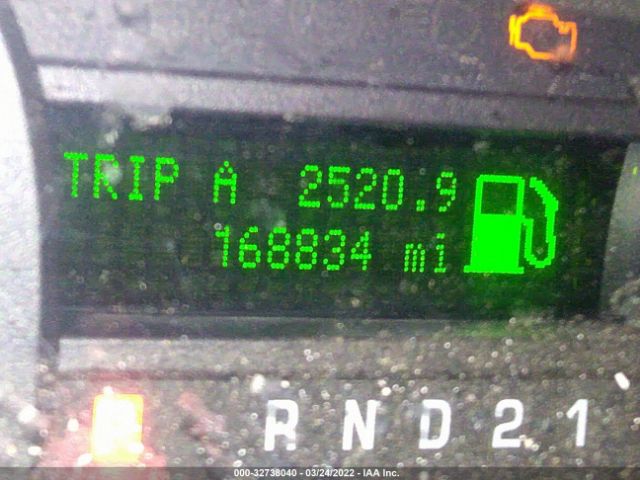 TRIP A 2520.9
168834 mi
P R N D 2 1
000-32738040 - 03/24/2022 - IAA Inc.